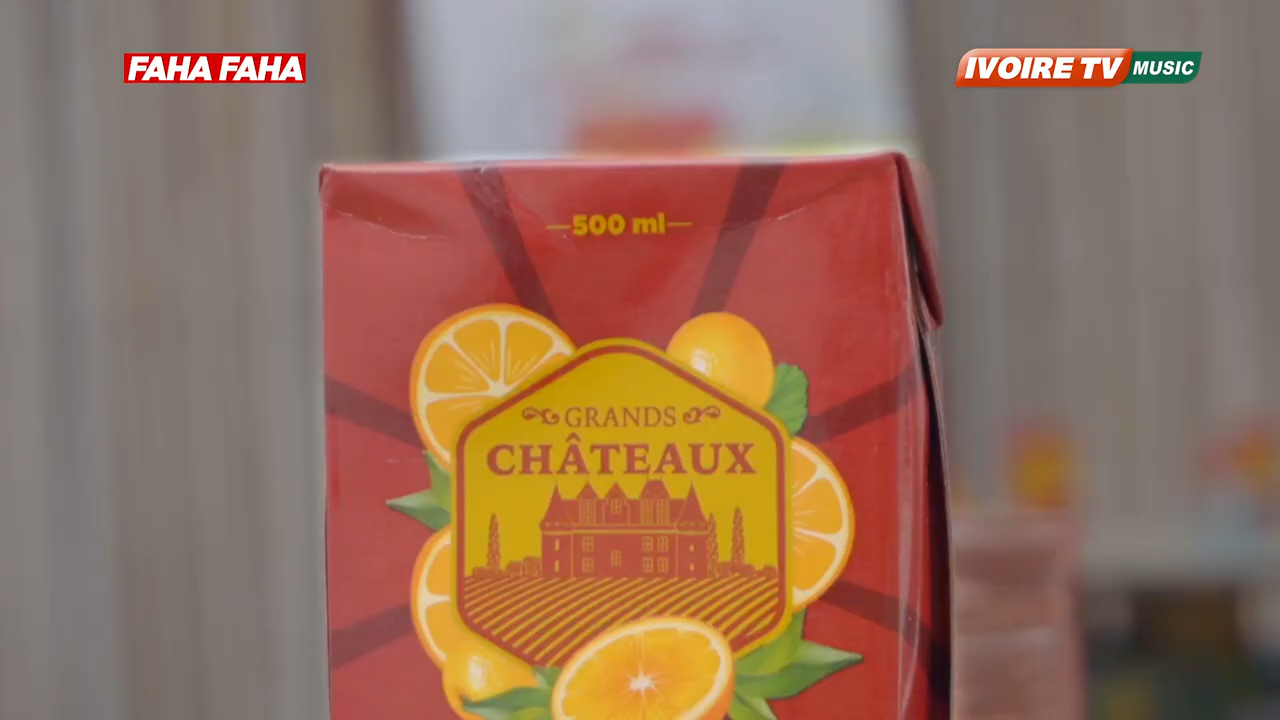 FAHA FAHA
IVOIRE TV MUSIC
500 ml
GRANDS
CHÂTEAUX